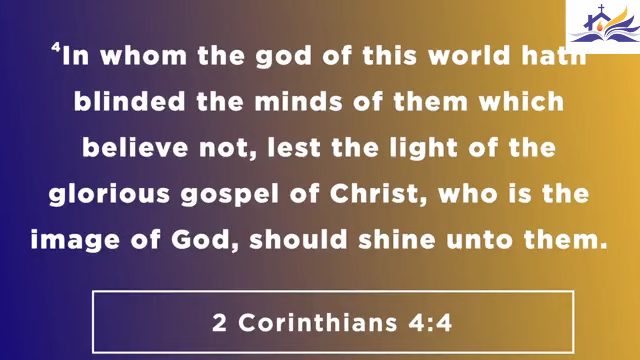 ⁴In whom the god of this world hath
blinded the minds of them which
believe not, lest the light of the
glorious gospel of Christ, who is the
image of God, should shine unto them.
2 Corinthians 4:4